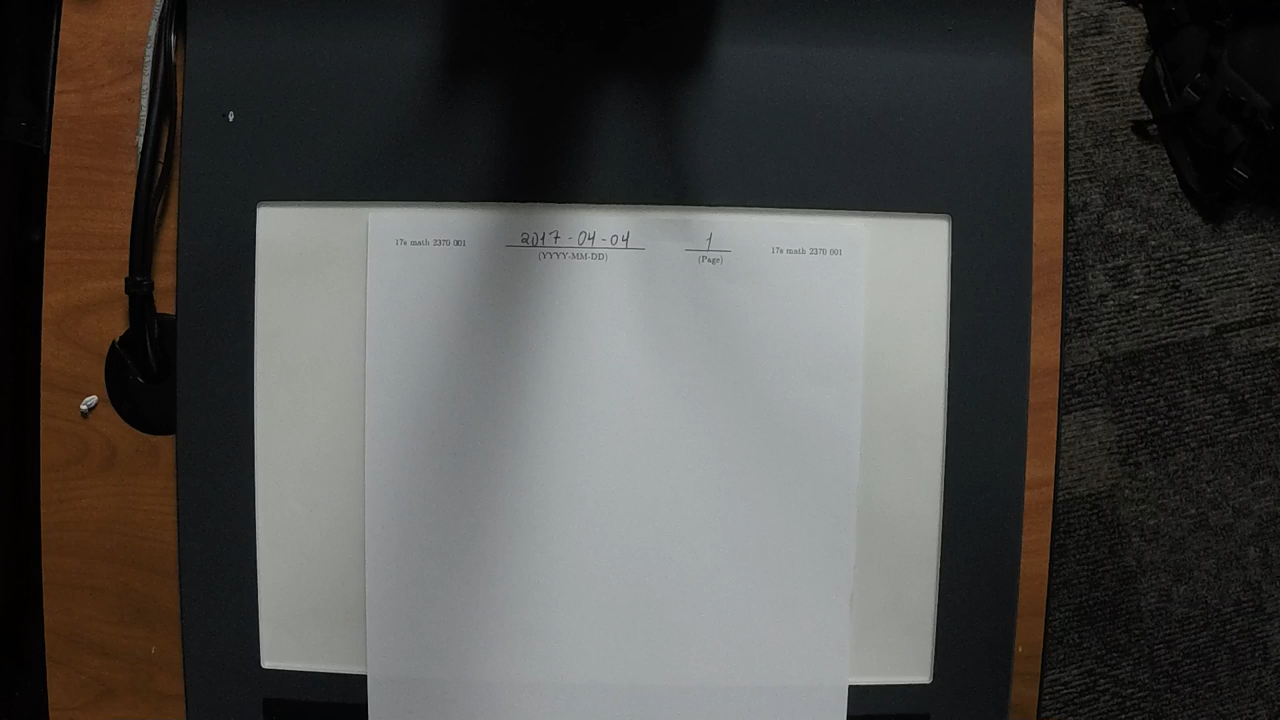 17s math 2370 001 2017-04-04 1 17s math 2370 001
(YYYY-MM-DD) (Page)